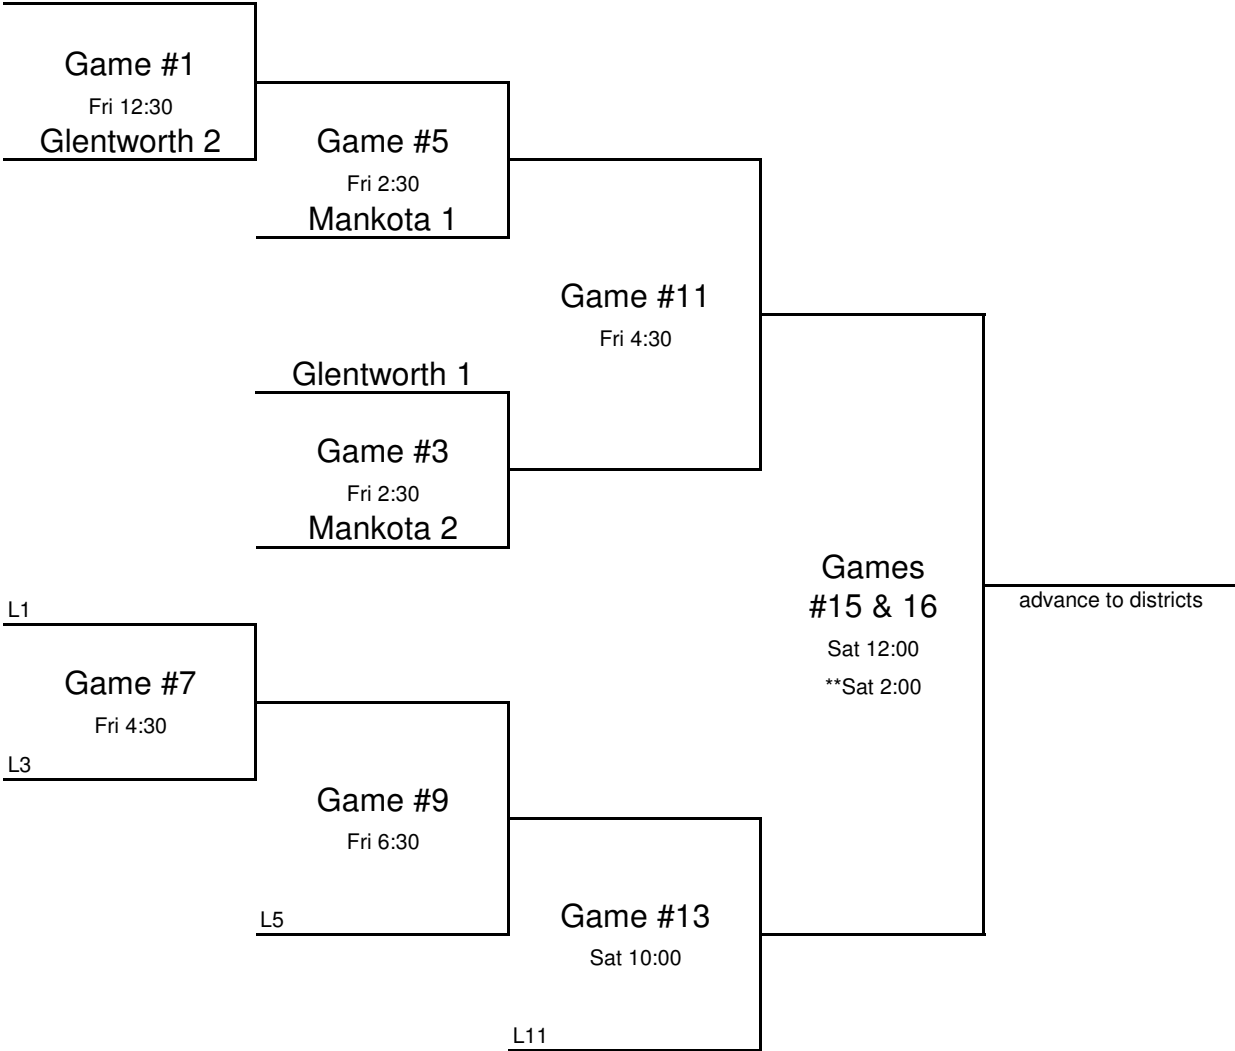 Game #1
Fri 12:30
Glentworth 2
Game #5
Fri 2:30
Mankota 1
Game #11
Fri 4:30
Glentworth 1
Game #3
Fri 2:30
Mankota 2
Games
#15 & 16
Sat 12:00
**Sat 2:00
advance to districts
L1
Game #7
Fri 4:30
L3
Game #9
Fri 6:30
L5
Game #13
Sat 10:00
L11